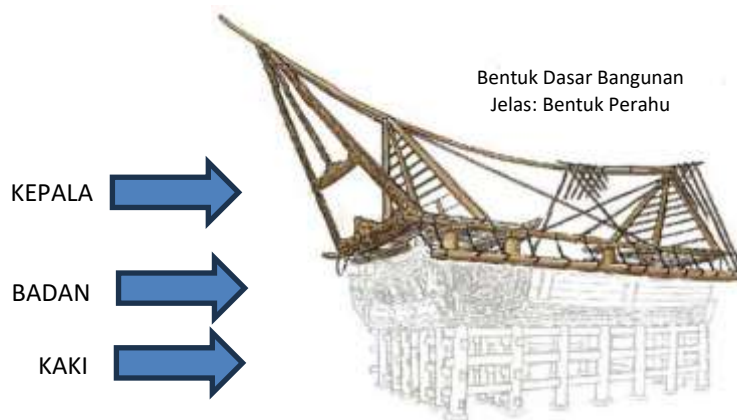 Bentuk Dasar Bangunan
Jelas: Bentuk Perahu
KEPALA
BADAN
KAKI